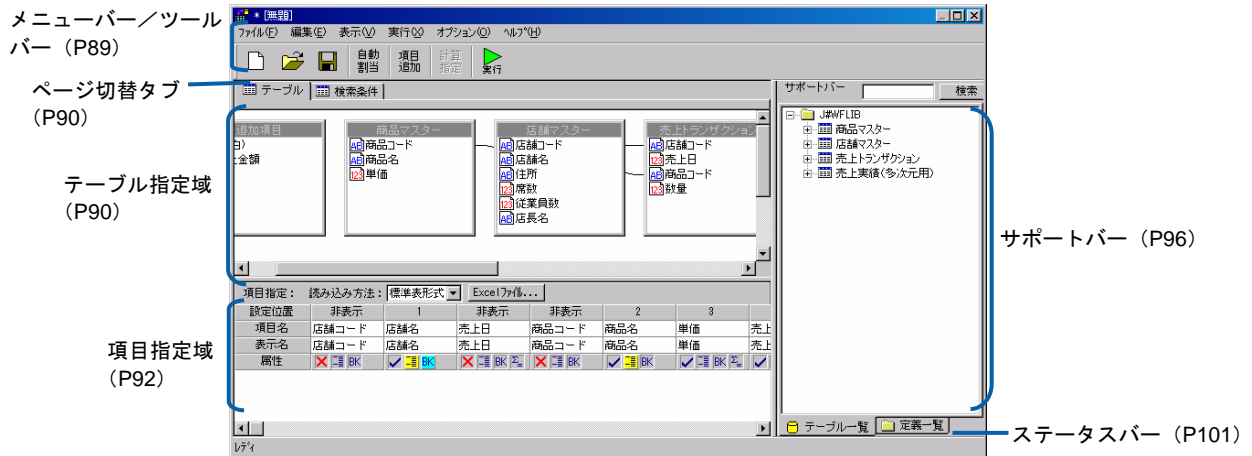 メニューバー／ツール
バー（P89）
ページ切替タブ
（P90）
テーブル指定域
（P90）
項目指定域
（P92）
サポートバー（P96）
ステータスバー（P101）
* [無題]
ファイル(F) 編集(E) 表示(V) 実行(X) オプション(O) ヘルプ(H)
自動 項目 計算
割当 追加 指定 実行
テーブル 検索条件
追加項目
日）
金額
商品マスター
商品コード
商品名
単価
店舗マスター
店舗コード
店舗名
住所
席数
従業員数
店長名
売上トランザクション
店舗コード
売上日
商品コード
数量
項目指定： 読み込み方法： 標準表形式 Excelファイル...
設定位置 非表示 1 非表示 非表示 2 3
項目名 店舗コード 店舗名 売上日 商品コード 商品名 単価 売上
表示名 店舗コード 店舗名 売上日 商品コード 商品名 単価 売上
属性 BK BK BK Σ BK BK BK Σ
サポートバー 検索
J#WFLIB
商品マスター
店舗マスター
売上トランザクション
売上実績(多次元用)
テーブル一覧 定義一覧
レディ